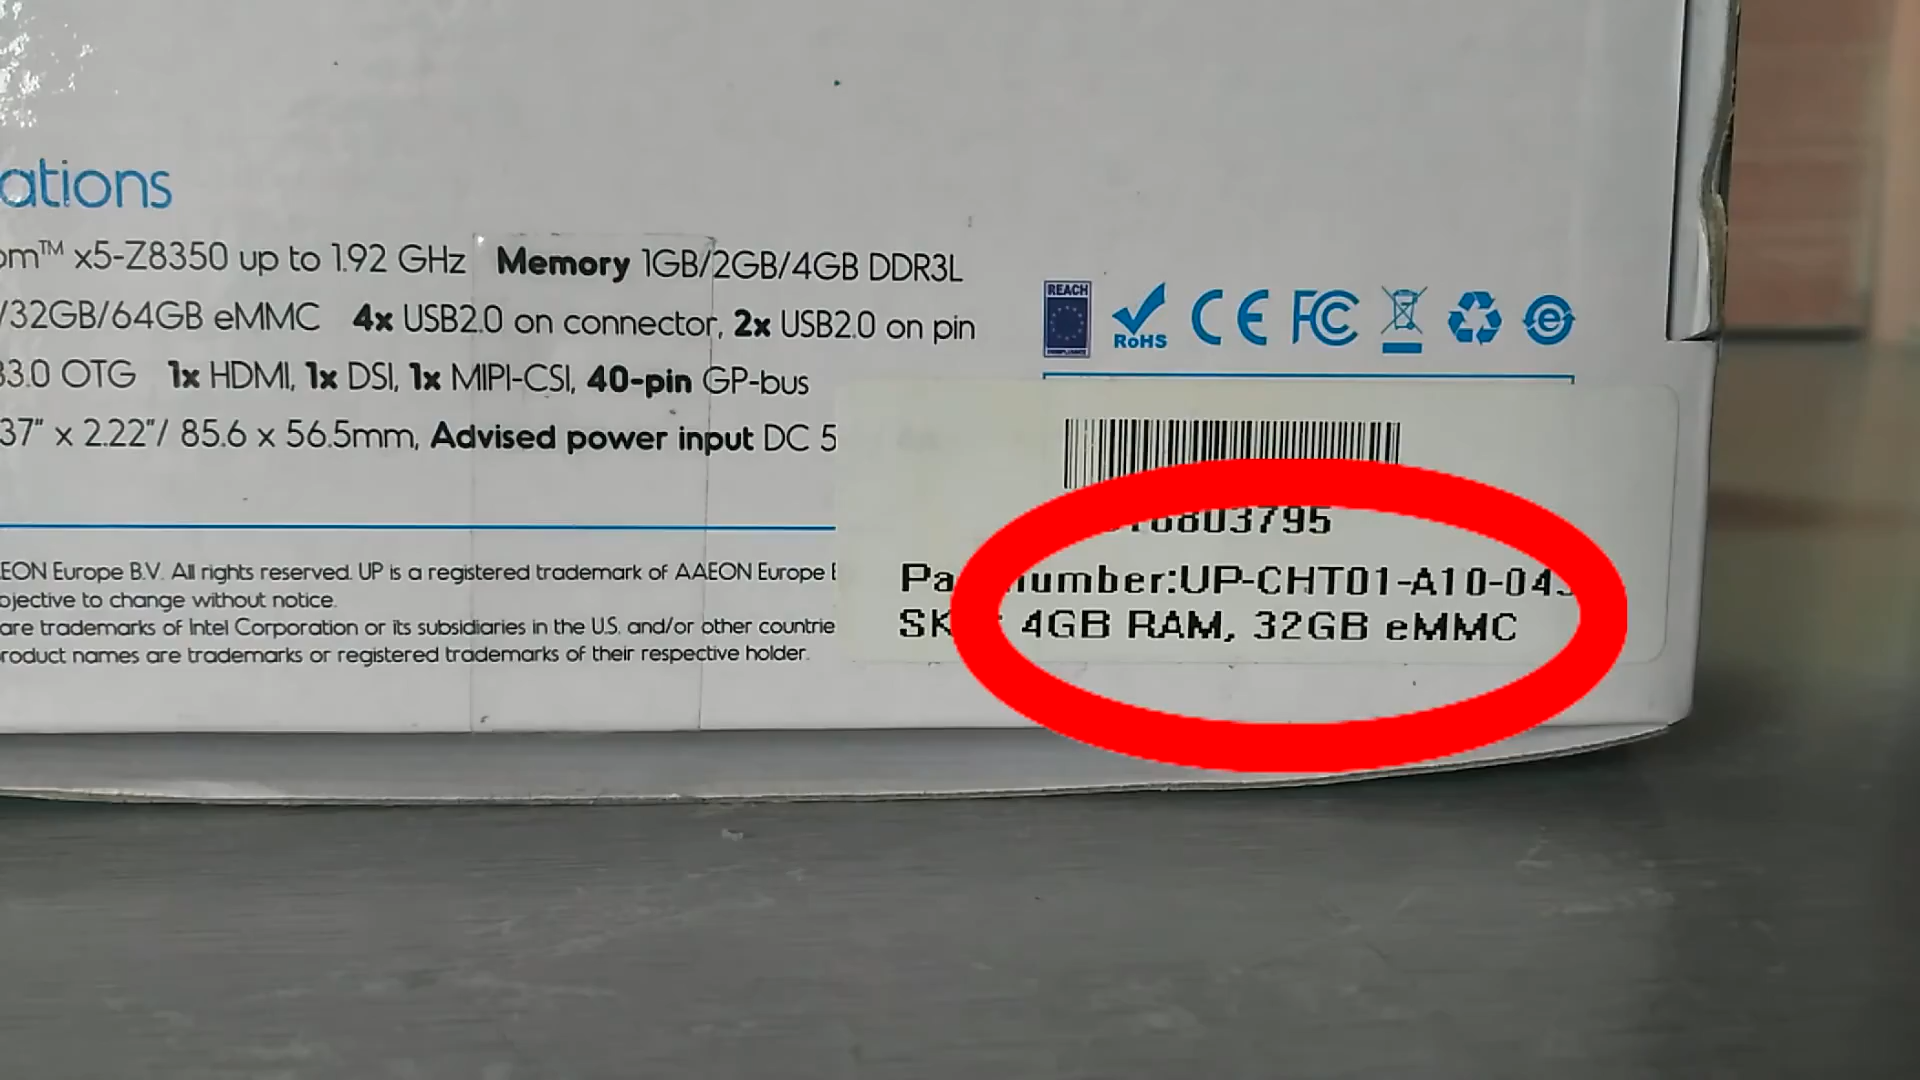 ations
x5-Z8350 up to 1.92 GHz Memory 1GB/2GB/4GB DDR3L
/32GB/64GB eMMC 4x USB2.0 on connector, 2x USB2.0 on pin
3.0 OTG 1x HDMI, 1x DSI, 1x MIPI-CSI, 40-pin GP-bus
37" x 2.22"/ 85.6 x 56.5mm, Advised power input DC 5
EON Europe B.V. All rights reserved. UP is a registered trademark of AAEON Europe
bjective to change without notice.
are trademarks of Intel Corporation or its subsidiaries in the U.S. and/or other countrie
roduct names are trademarks or registered trademarks of their respective holder.
REACH
RoHS
CE FC
803795
number:UP-CHT01-A10-04
SK 4GB RAM, 32GB eMMC